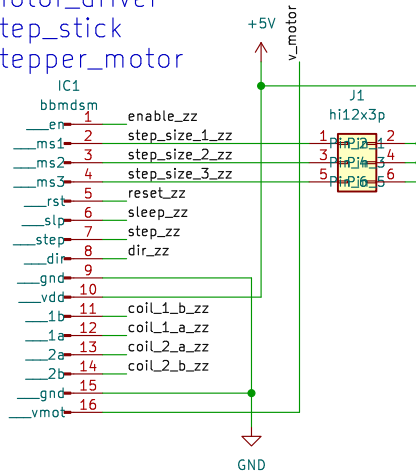 tep_stick
tepper_motor
+5V
v_motor
IC1
bbmdsm
J1
hi12x3p
__en 1 enable_zz
__ms1 2 step_size_1_zz 1 2
__ms2 3 step_size_2_zz 3 4
__ms3 4 step_size_3_zz 5 6
__rst 5 reset_zz
__slp 6 sleep_zz
__step 7 step_zz
__dir 8 dir_zz
__gnd 9
__vdd 10
__1b 11 coil_1_b_zz
__1a 12 coil_1_a_zz
__2a 13 coil_2_a_zz
__2b 14 coil_2_b_zz
__gnd 15
__vmot 16
GND